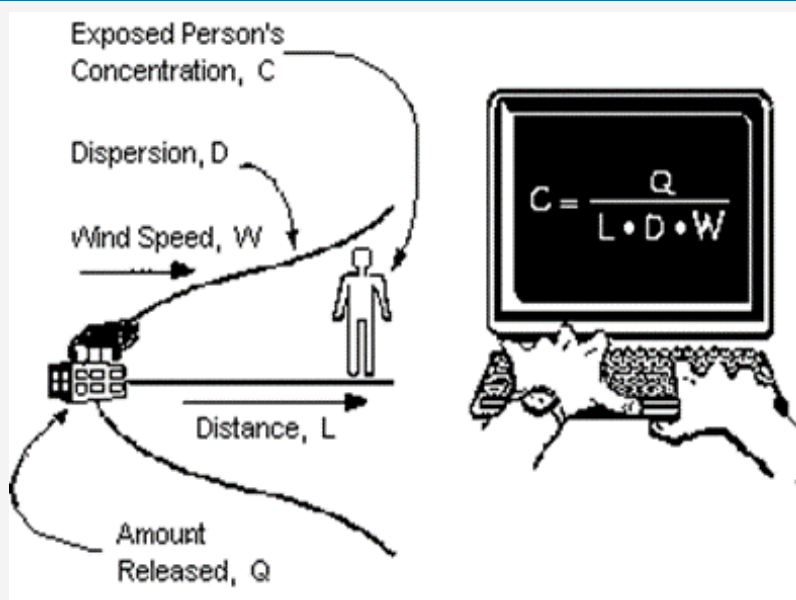 Exposed Person's
Concentration, C
Dispersion, D
Wind Speed, W
Distance, L
Amount
Released, Q
C = Q / L • D • W